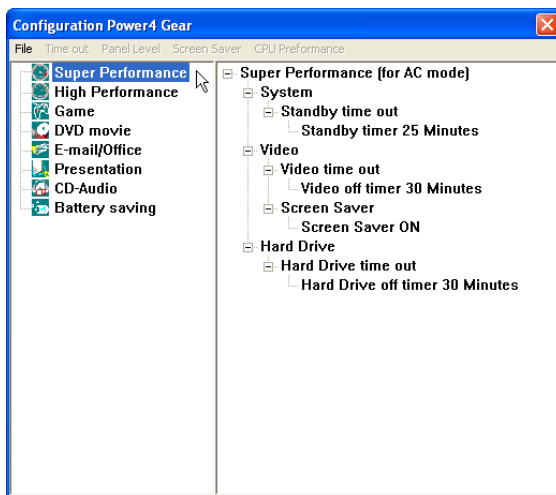 Configuration Power4 Gear
File Time out Panel Level Screen Saver CPU Preformance
Super Performance
High Performance
Game
DVD movie
E-mail/Office
Presentation
CD-Audio
Battery saving
Super Performance (for AC mode)
System
Standby time out
Standby timer 25 Minutes
Video
Video time out
Video off timer 30 Minutes
Screen Saver
Screen Saver ON
Hard Drive
Hard Drive time out
Hard Drive off timer 30 Minutes